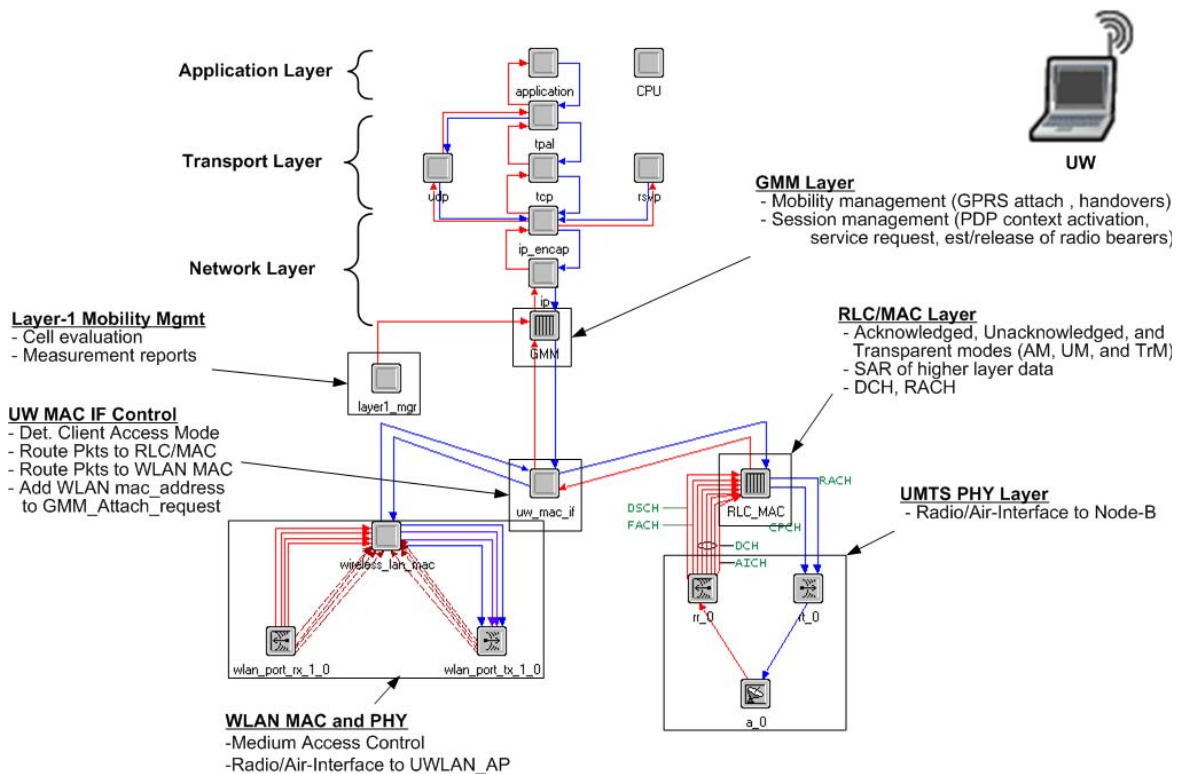 Application Layer
application
CPU
UW
Transport Layer
tpal
udp
tcp
rsvp
GMM Layer
- Mobility management (GPRS attach , handovers)
- Session management (PDP context activation,
service request, est/release of radio bearers)
Network Layer
ip_encap
ip
GMM
Layer-1 Mobility Mgmt
- Cell evaluation
- Measurement reports
layer1_mgr
RLC/MAC Layer
- Acknowledged, Unacknowledged, and
Transparent modes (AM, UM, and TrM)
- SAR of higher layer data
- DCH, RACH
UW MAC IF Control
- Det. Client Access Mode
- Route Pkts to RLC/MAC
- Route Pkts to WLAN MAC
- Add WLAN mac_address
to GMM_Attach_request
uw_mac_if
RLC_MAC
RACH
DSCH
FACH
CPCH
DCH
AICH
UMTS PHY Layer
- Radio/Air-Interface to Node-B
wireless_lan_mac
wlan_port_rx_1_0
wlan_port_tx_1_0
rr_0
rt_0
a_0
WLAN MAC and PHY
-Medium Access Control
-Radio/Air-Interface to UWLAN_AP